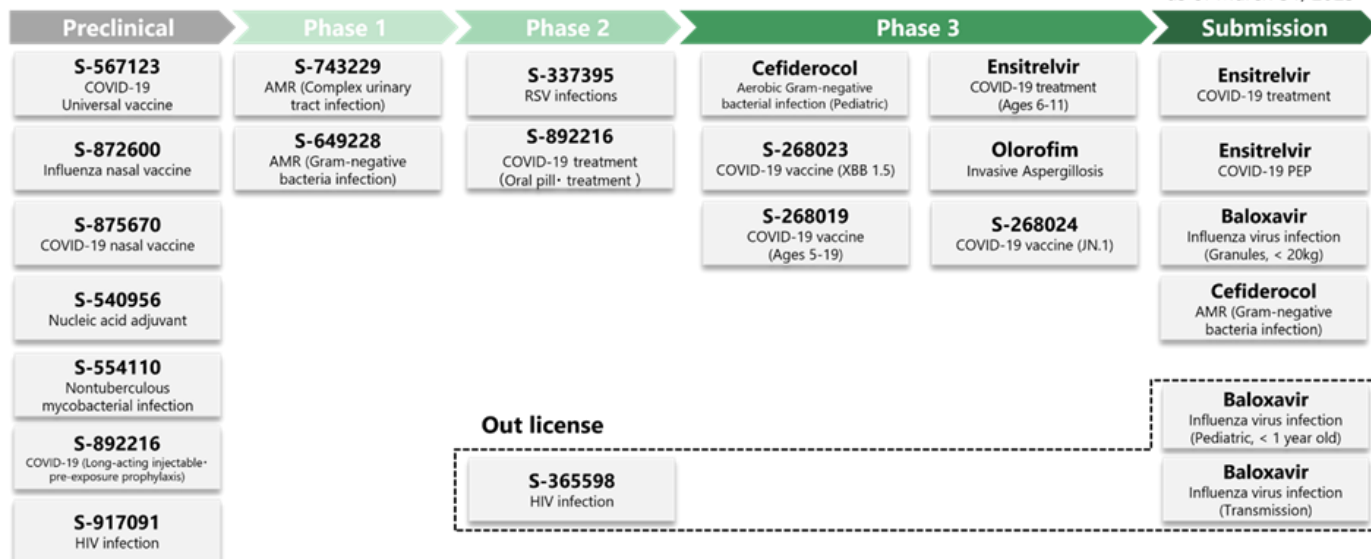 Preclinical
Phase 1
Phase 2
Phase 3
Submission
S-567123
COVID-19
Universal vaccine
S-872600
Influenza nasal vaccine
S-875670
COVID-19 nasal vaccine
S-540956
Nucleic acid adjuvant
S-554110
Nontuberculous
mycobacterial infection
S-892216
COVID-19 (Long-acting injectable・
pre-exposure prophylaxis)
S-917091
HIV infection
S-743229
AMR (Complex urinary
tract infection)
S-649228
AMR (Gram-negative
bacteria infection)
S-337395
RSV infections
S-892216
COVID-19 treatment
（Oral pill・ treatment ）
Cefiderocol
Aerobic Gram-negative
bacterial infection (Pediatric)
S-268023
COVID-19 vaccine (XBB 1.5)
S-268019
COVID-19 vaccine
(Ages 5-19)
Ensitrelvir
COVID-19 treatment
(Ages 6-11)
Olorofim
Invasive Aspergillosis
S-268024
COVID-19 vaccine (JN.1)
Ensitrelvir
COVID-19 treatment
Ensitrelvir
COVID-19 PEP
Baloxavir
Influenza virus infection
(Granules, < 20kg)
Cefiderocol
AMR (Gram-negative
bacteria infection)
Out license
S-365598
HIV infection
Baloxavir
Influenza virus infection
(Pediatric, < 1 year old)
Baloxavir
Influenza virus infection
(Transmission)